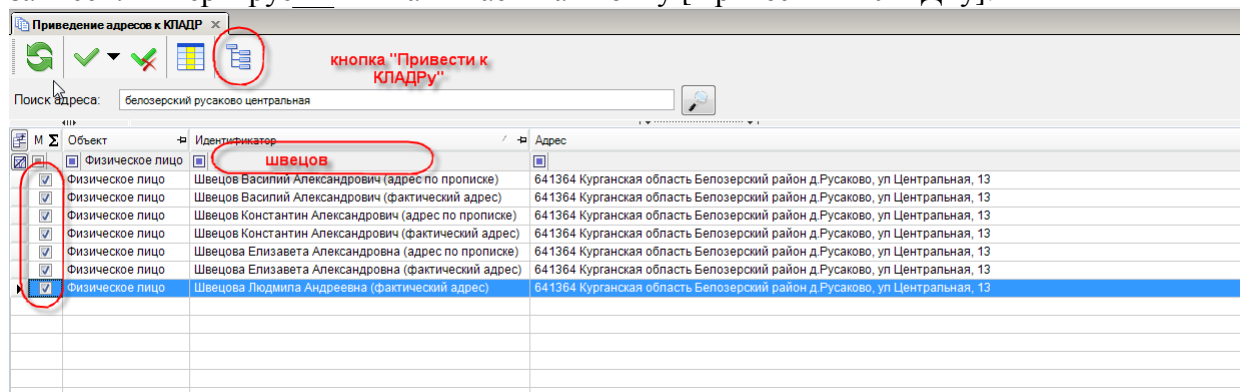 Приведение адресов к КЛАДР ×
кнопка "Привести к
КЛАДРу"
Поиск адреса: белозерский русаково центральная
М Σ Объект Идентификатор Адрес
Физическое лицо швецов
Физическое лицо Швецов Василий Александрович (адрес по прописке) 641364 Курганская область Белозерский район д.Русаково, ул Центральная, 13
Физическое лицо Швецов Василий Александрович (фактический адрес) 641364 Курганская область Белозерский район д.Русаково, ул Центральная, 13
Физическое лицо Швецов Константин Александрович (адрес по прописке) 641364 Курганская область Белозерский район д.Русаково, ул Центральная, 13
Физическое лицо Швецов Константин Александрович (фактический адрес) 641364 Курганская область Белозерский район д.Русаково, ул Центральная, 13
Физическое лицо Швецова Елизавета Александровна (адрес по прописке) 641364 Курганская область Белозерский район д.Русаково, ул Центральная, 13
Физическое лицо Швецова Елизавета Александровна (фактический адрес) 641364 Курганская область Белозерский район д.Русаково, ул Центральная, 13
Физическое лицо Швецова Людмила Андреевна (фактический адрес) 641364 Курганская область Белозерский район д.Русаково, ул Центральная, 13